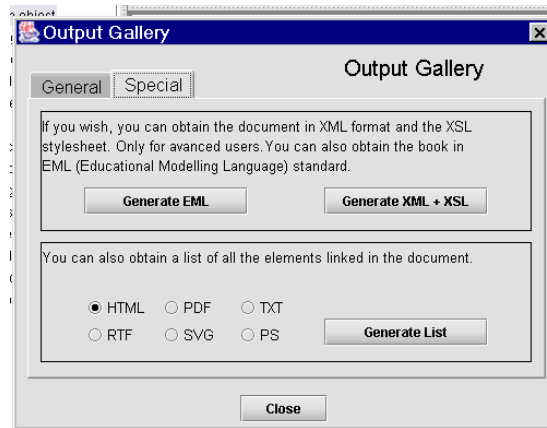 Output Gallery
Output Gallery
General Special
If you wish, you can obtain the document in XML format and the XSL
stylesheet. Only for avanced users.You can also obtain the book in
EML (Educational Modelling Language) standard.
Generate EML Generate XML + XSL
You can also obtain a list of all the elements linked in the document.
HTML PDF TXT
RTF SVG PS
Generate List
Close